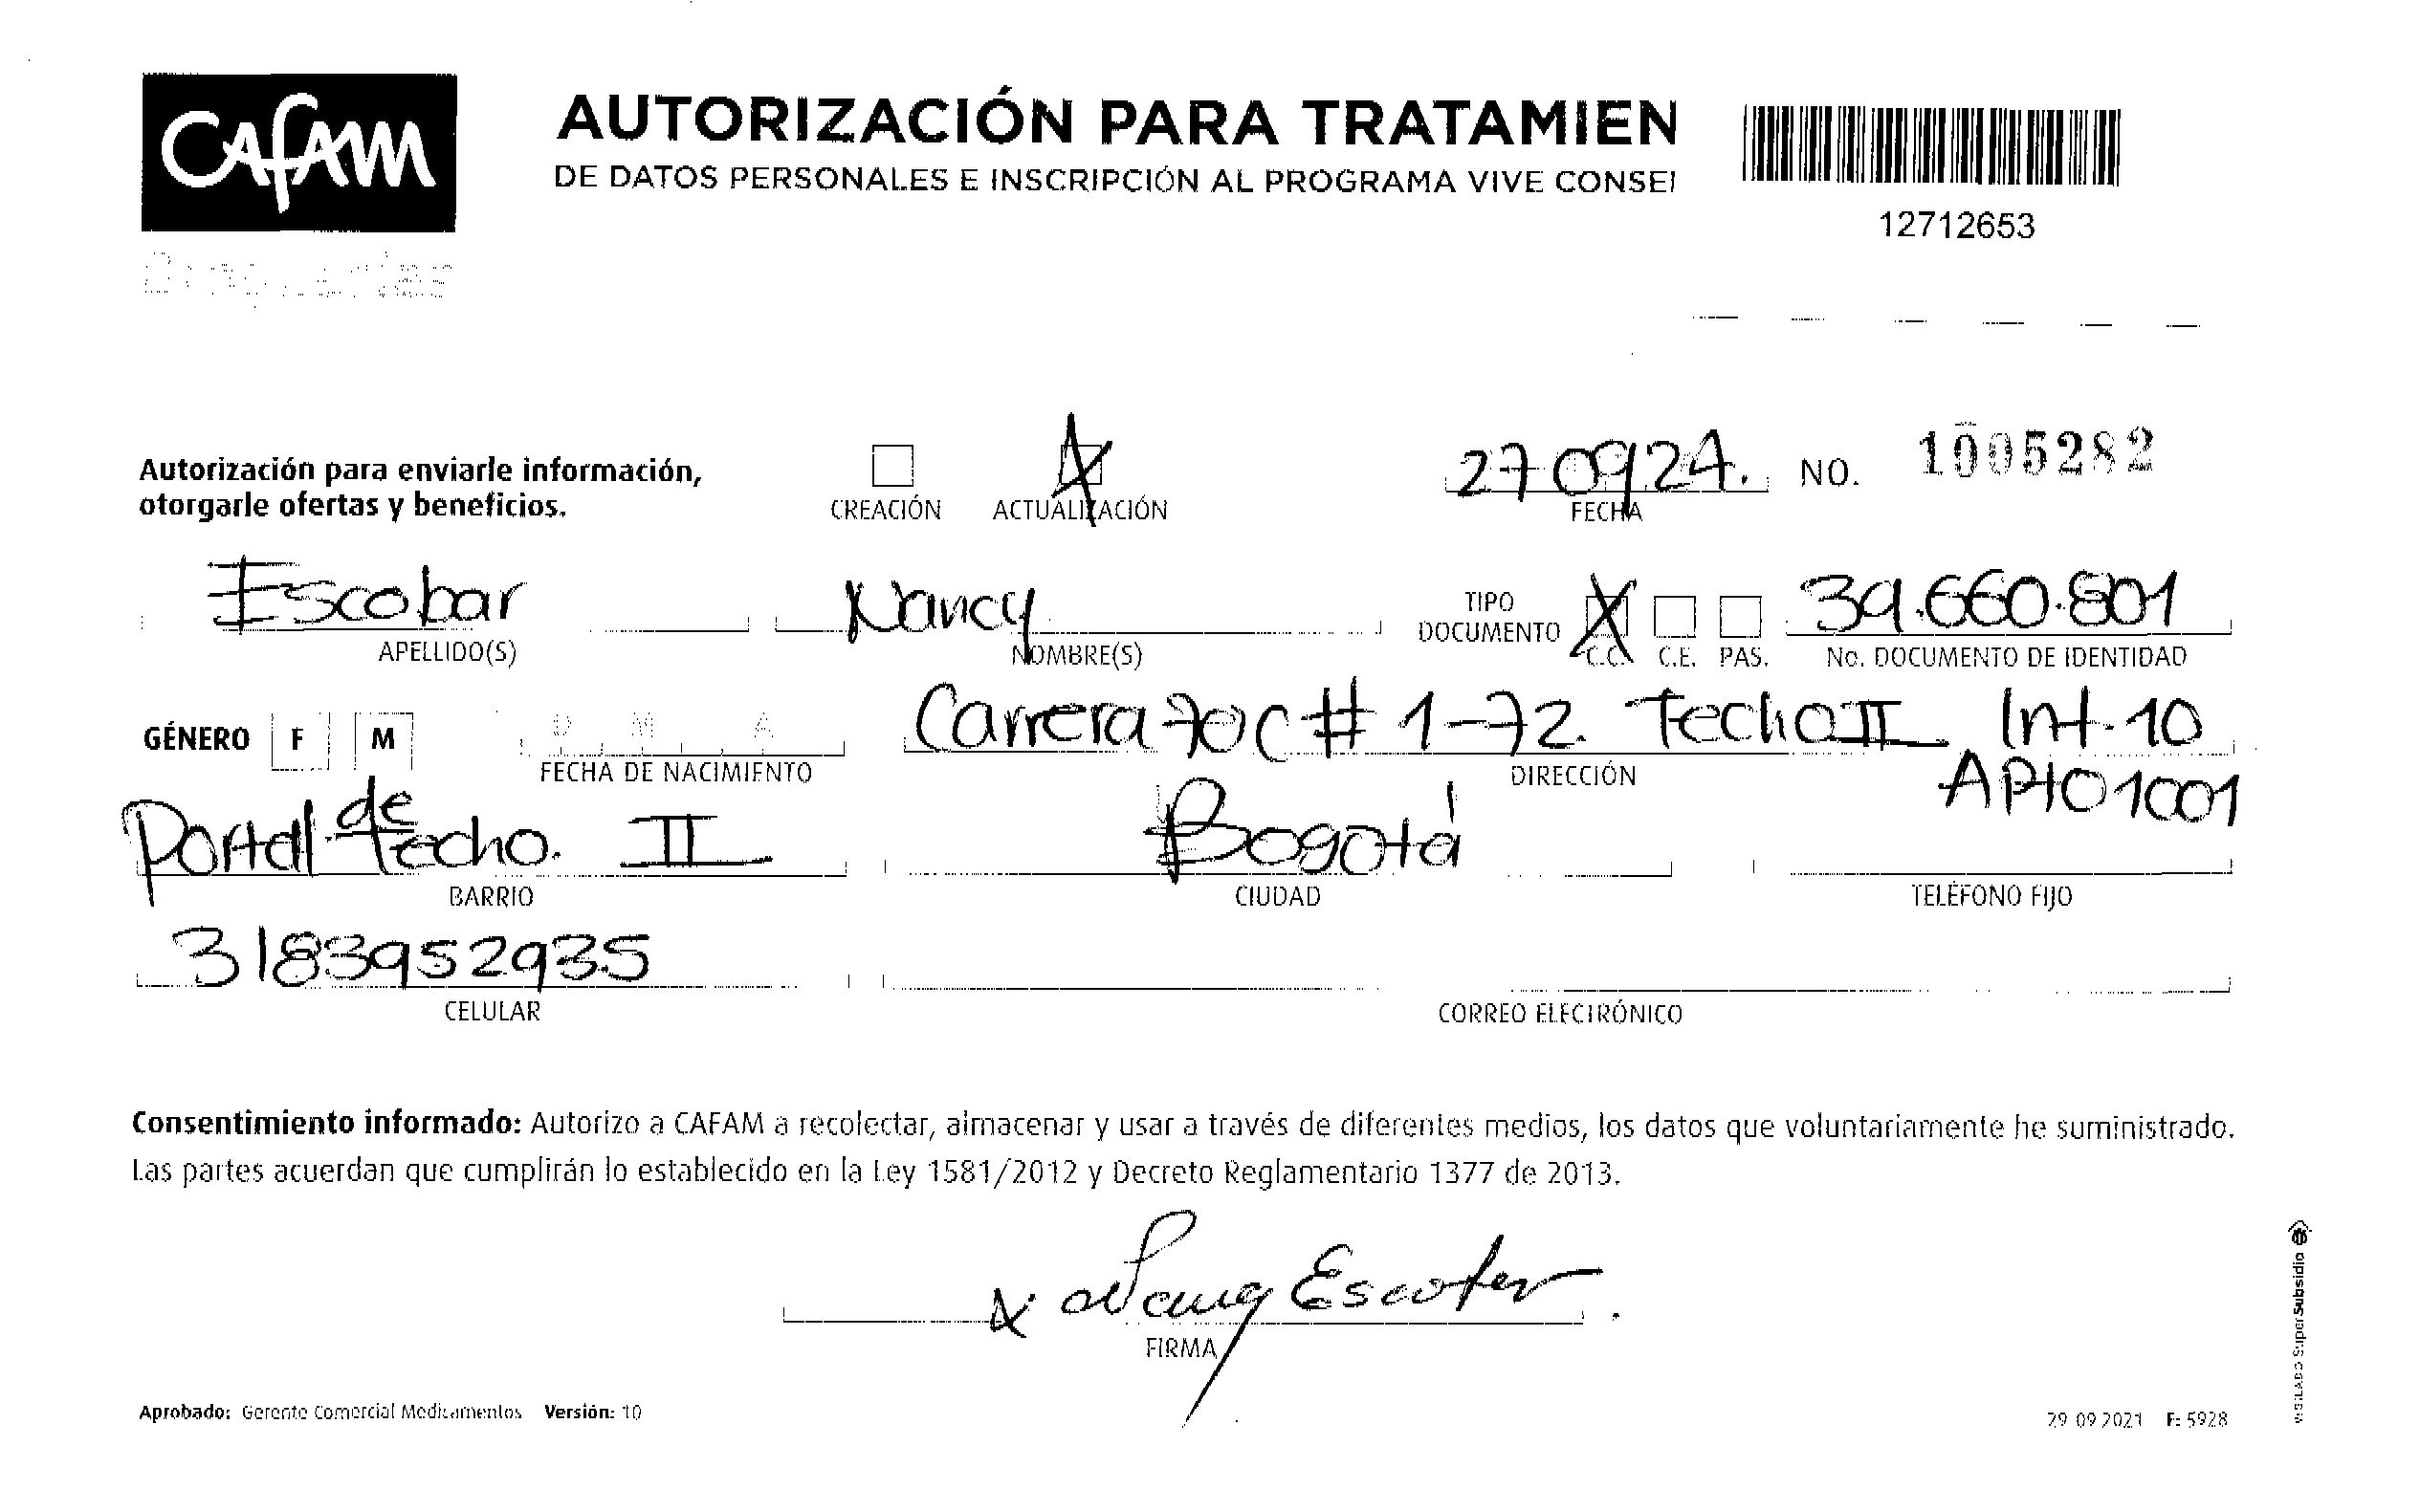 CAFAM
AUTORIZACIÓN PARA TRATAMIEN
DE DATOS PERSONALES E INSCRIPCIÓN AL PROGRAMA VIVE CONSEI
12712653
Autorización para enviarle información,
otorgarle ofertas y beneficios.
CREACIÓN ACTUALIZACIÓN
270924.
FECHA
NO. 1005282
Escobar Nancy
APELLIDO(S) NOMBRE(S)
TIPO
DOCUMENTO
X
C.C. C.E. PAS.
39.660.801
No. DOCUMENTO DE IDENTIDAD
GÉNERO F M
D M A
FECHA DE NACIMIENTO
Carrera 70C # 1-72. Techo II Int. 10
APTO 1001
DIRECCIÓN
Portal de Techo. II
BARRIO
Bogotá
CIUDAD
TELÉFONO FIJO
3183952935
CELULAR
CORREO ELECTRÓNICO
Consentimiento informado: Autorizo a CAFAM a recolectar, almacenar y usar a través de diferentes medios, los datos que voluntariamente he suministrado.
Las partes acuerdan que cumplirán lo establecido en la Ley 1581/2012 y Decreto Reglamentario 1377 de 2013.
x Nancy Escobar
FIRMA
Aprobado: Gerente Comercial Medicamentos Versión: 10
29 09 2021 F: 5928
VIGILADO SuperSubsidio